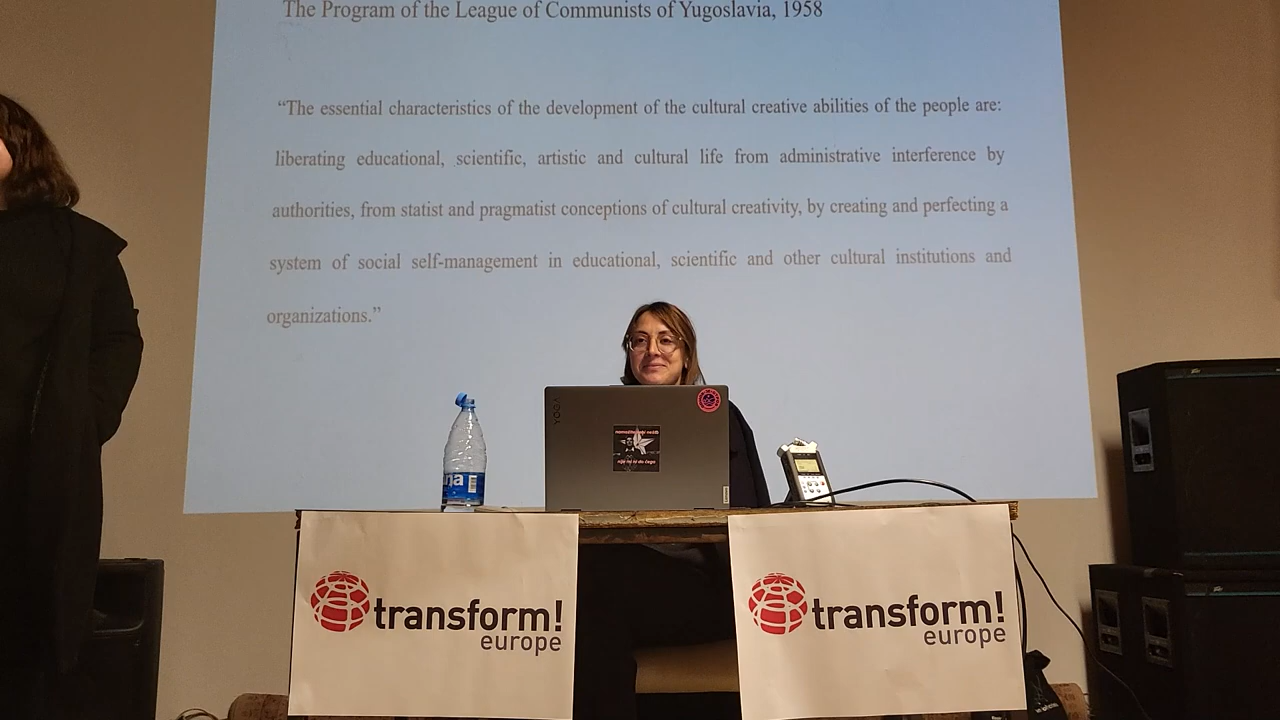 The Program of the League of Communists of Yugoslavia, 1958
“The essential characteristics of the development of the cultural creative abilities of the people are:
liberating educational, scientific, artistic and cultural life from administrative interference by
authorities, from statist and pragmatist conceptions of cultural creativity, by creating and perfecting a
system of social self-management in educational, scientific and other cultural institutions and
organizations.”
YOGA
transform!
europe
transform!
europe